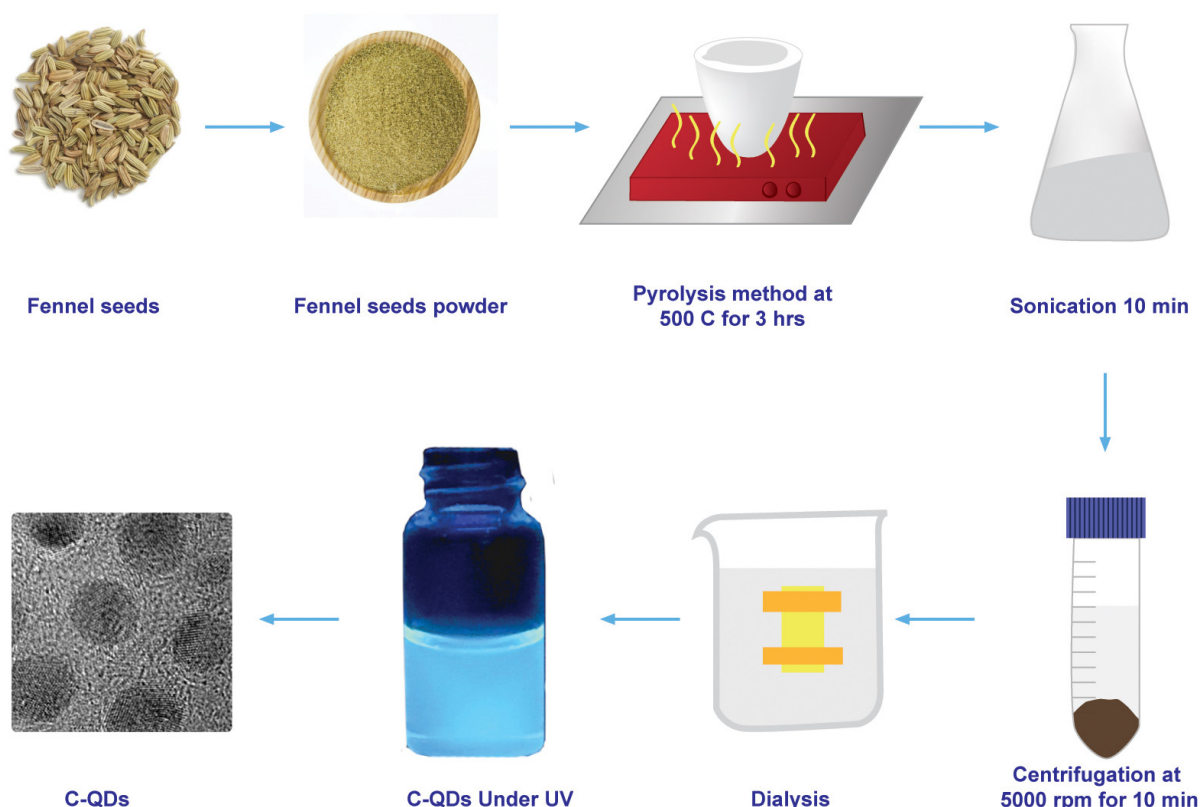 Fennel seeds
Fennel seeds powder
Pyrolysis method at
500 C for 3 hrs
Sonication 10 min
Centrifugation at
5000 rpm for 10 min
Dialysis
C-QDs Under UV
C-QDs